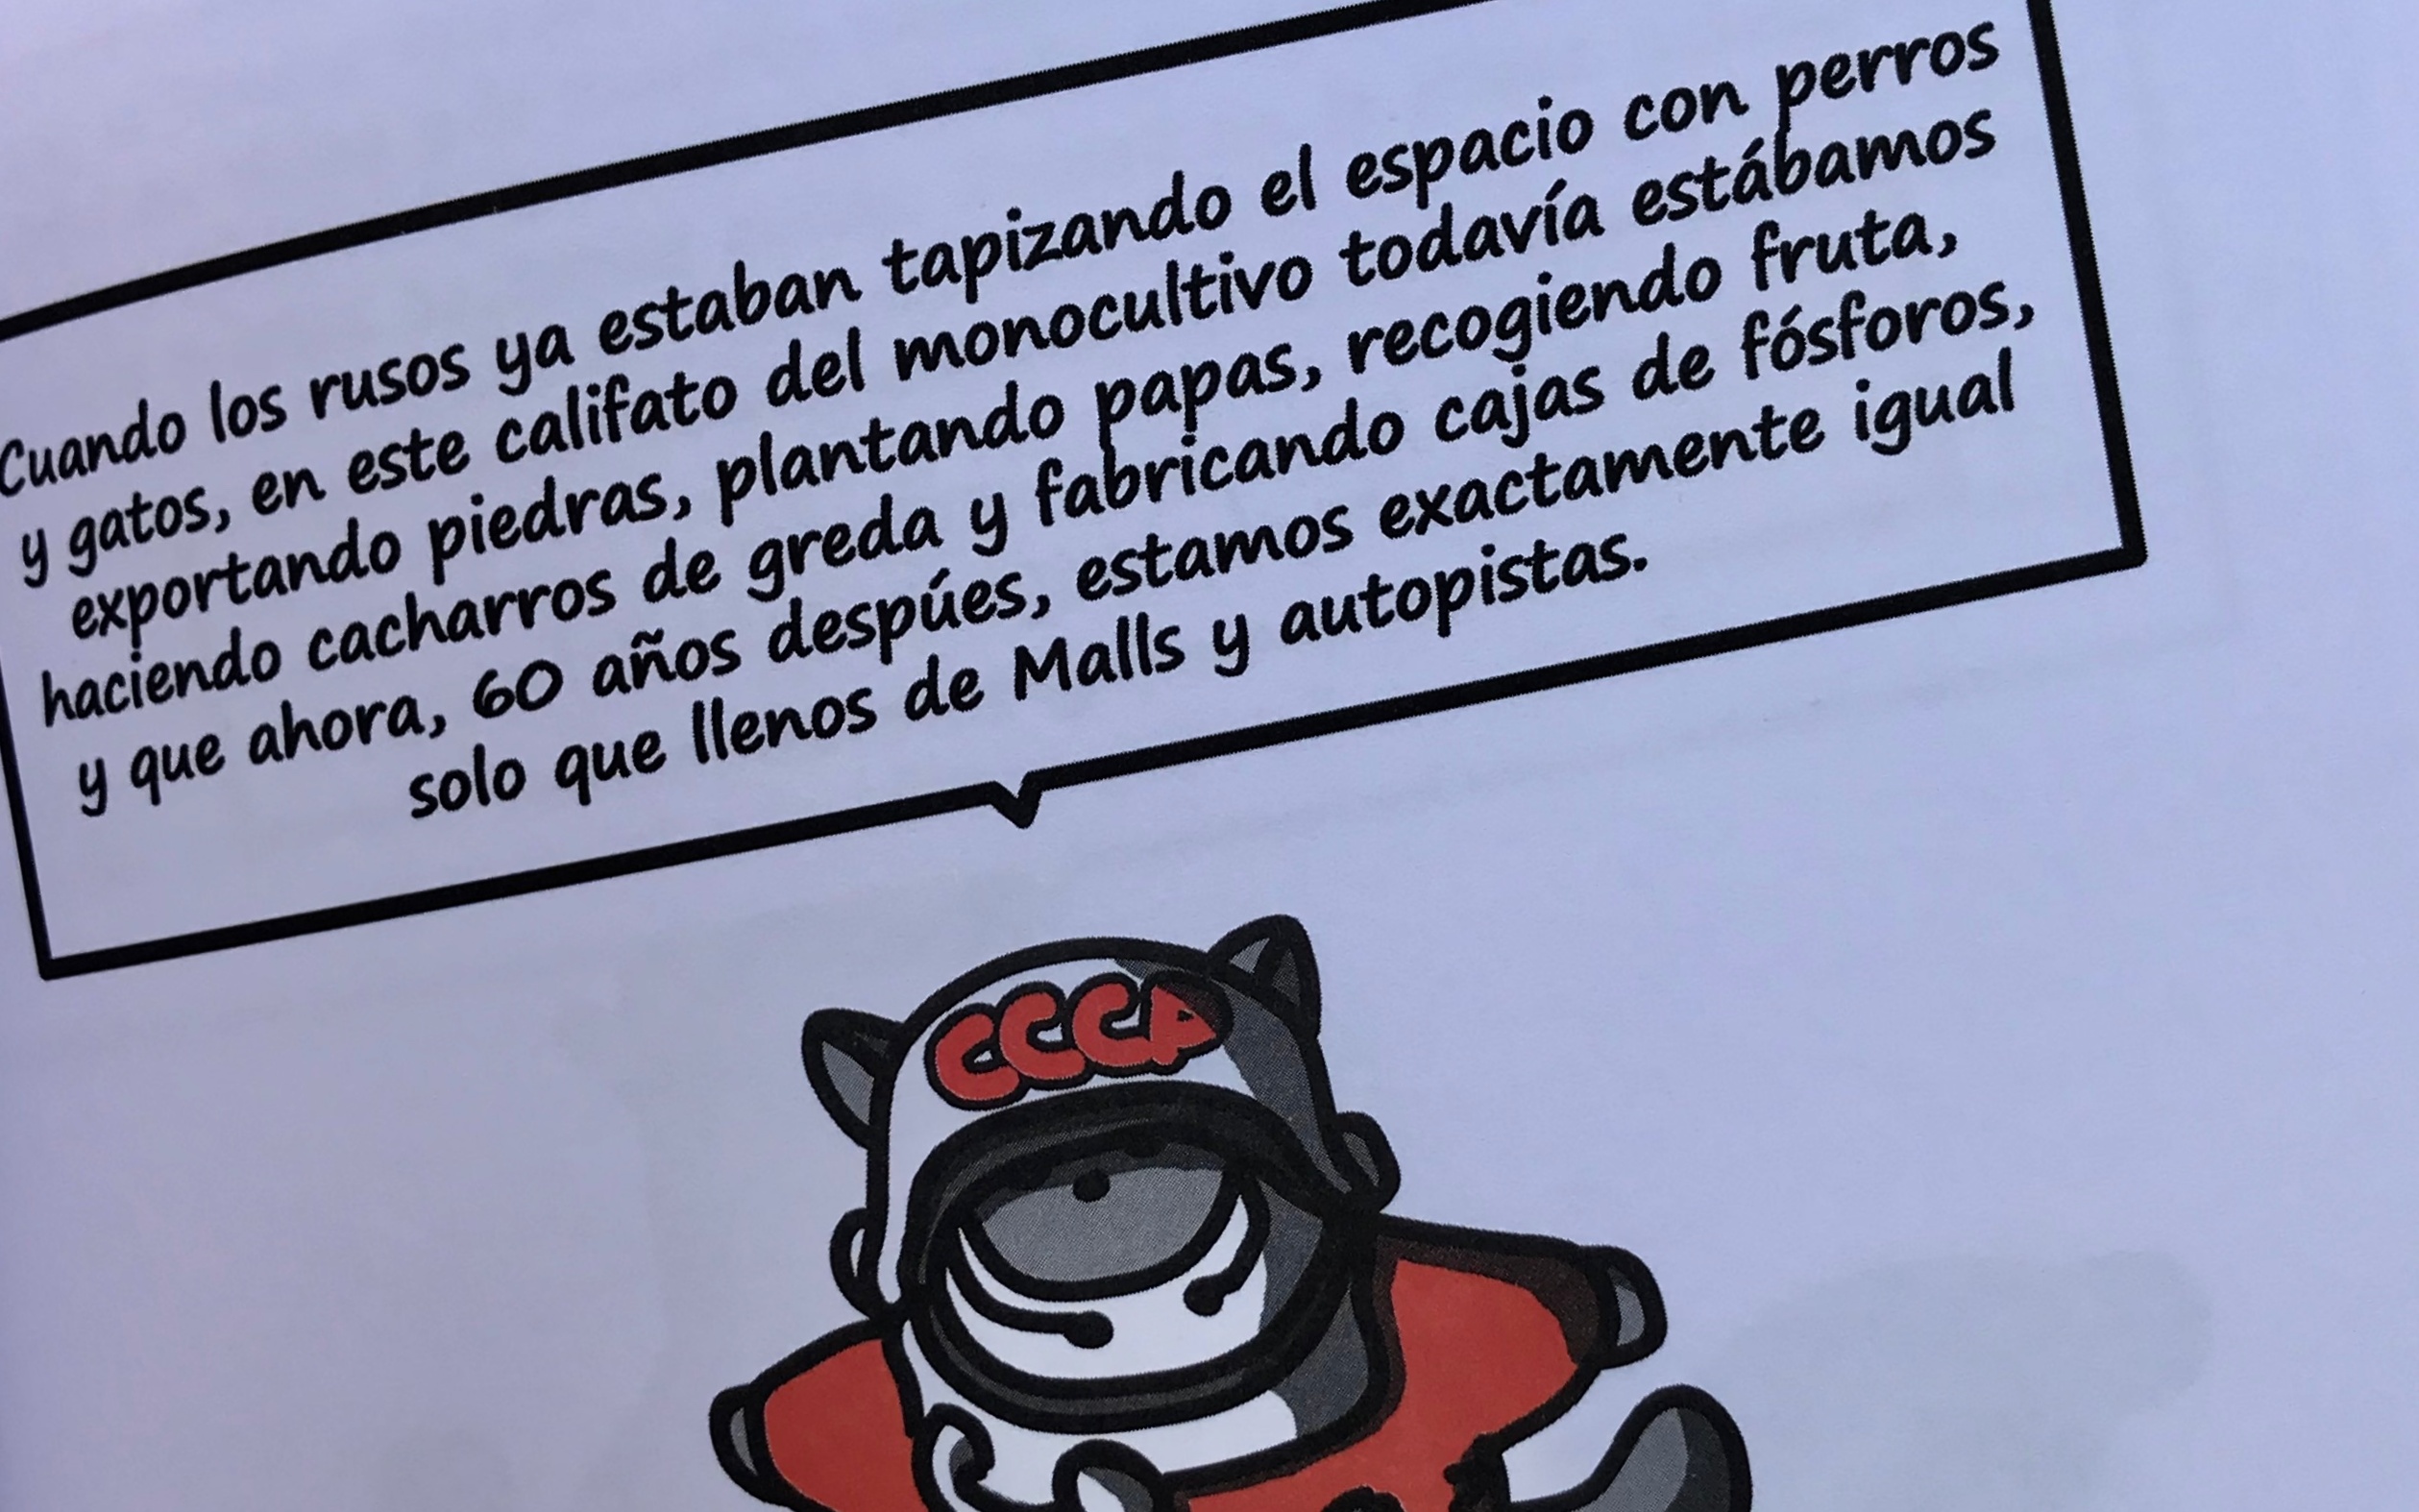 Cuando los rusos ya estaban tapizando el espacio con perros
y gatos, en este califato del monocultivo todavía estábamos
exportando piedras, plantando papas, recogiendo fruta,
haciendo cacharros de greda y fabricando cajas de fósforos,
y que ahora, 60 años despúes, estamos exactamente igual
solo que llenos de Malls y autopistas.
CCCP